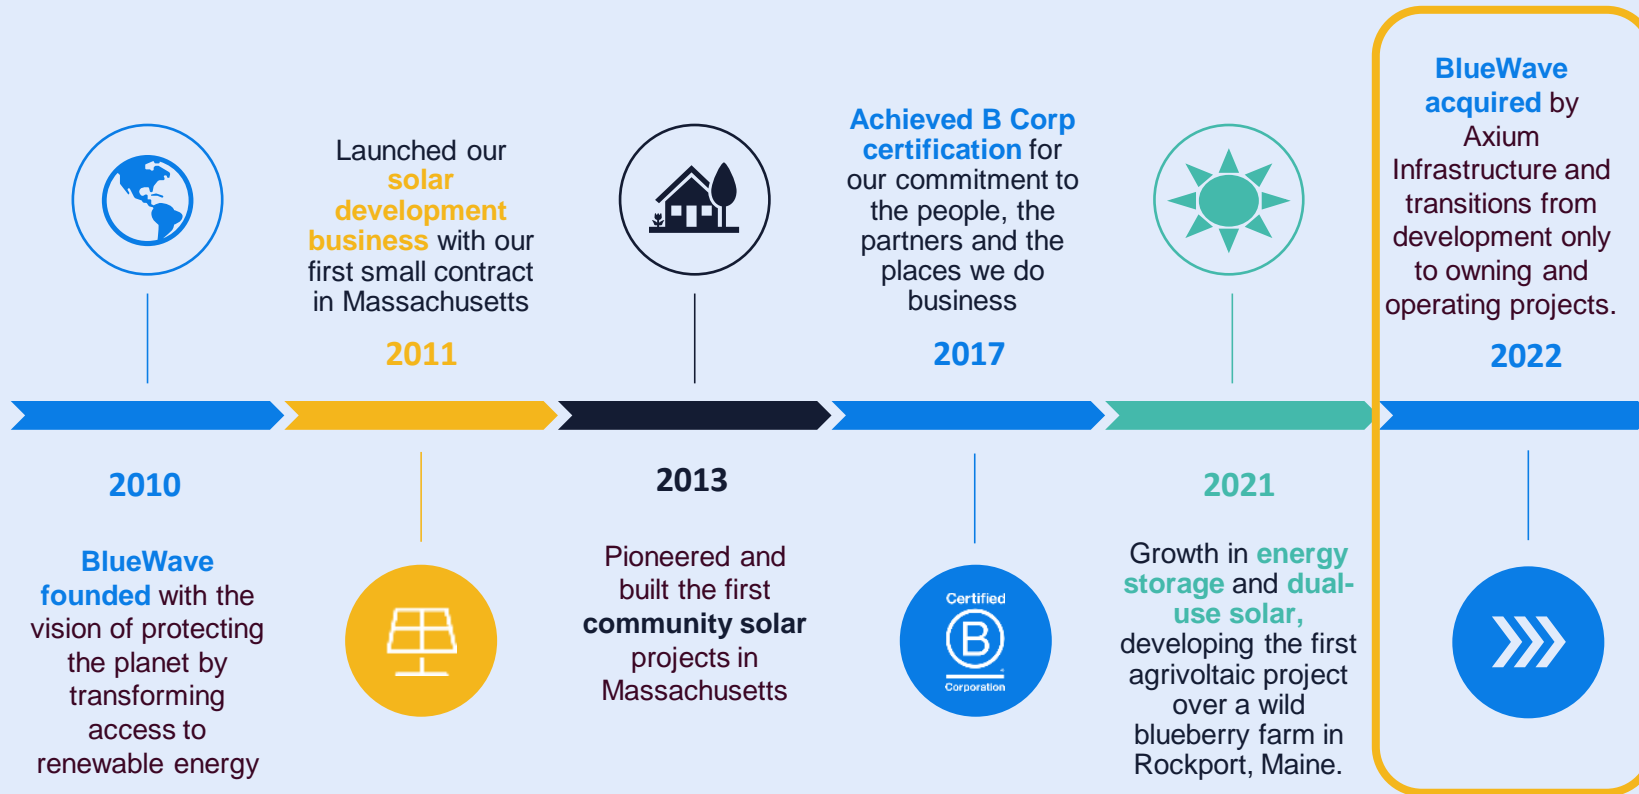 2010
BlueWave
founded with the
vision of protecting
the planet by
transforming
access to
renewable energy
Launched our
solar
development
business with our
first small contract
in Massachusetts
2011
2013
Pioneered and
built the first
community solar
projects in
Massachusetts
Achieved B Corp
certification for
our commitment to
the people, the
partners and the
places we do
business
2017
Certified
B
Corporation
2021
Growth in energy
storage and dual-
use solar,
developing the first
agrivoltaic project
over a wild
blueberry farm in
Rockport, Maine.
BlueWave
acquired by
Axium
Infrastructure and
transitions from
development only
to owning and
operating projects.
2022